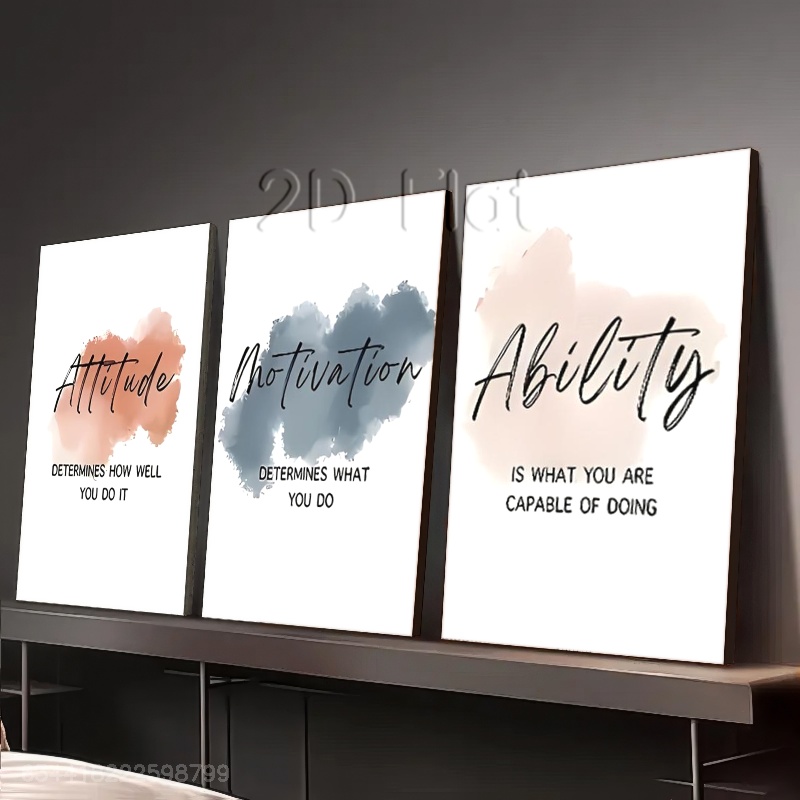 2D Flat
Attitude
DETERMINES HOW WELL
YOU DO IT
Motivation
DETERMINES WHAT
YOU DO
Ability
IS WHAT YOU ARE
CAPABLE OF DOING